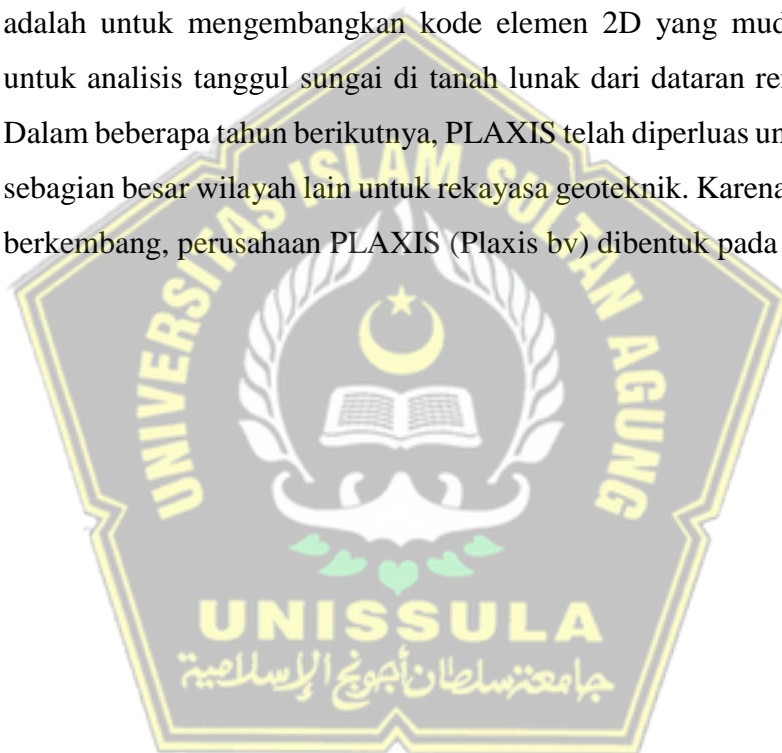 adalah untuk mengembangkan kode elemen 2D yang mud
untuk analisis tanggul sungai di tanah lunak dari dataran re
Dalam beberapa tahun berikutnya, PLAXIS telah diperluas un
sebagian besar wilayah lain untuk rekayasa geoteknik. Karena
berkembang, perusahaan PLAXIS (Plaxis bv) dibentuk pada
UNIVERSITAS ISLAM SULTAN AGUNG
UNISSULA
جامعة سلطان أجونج الإسلامية